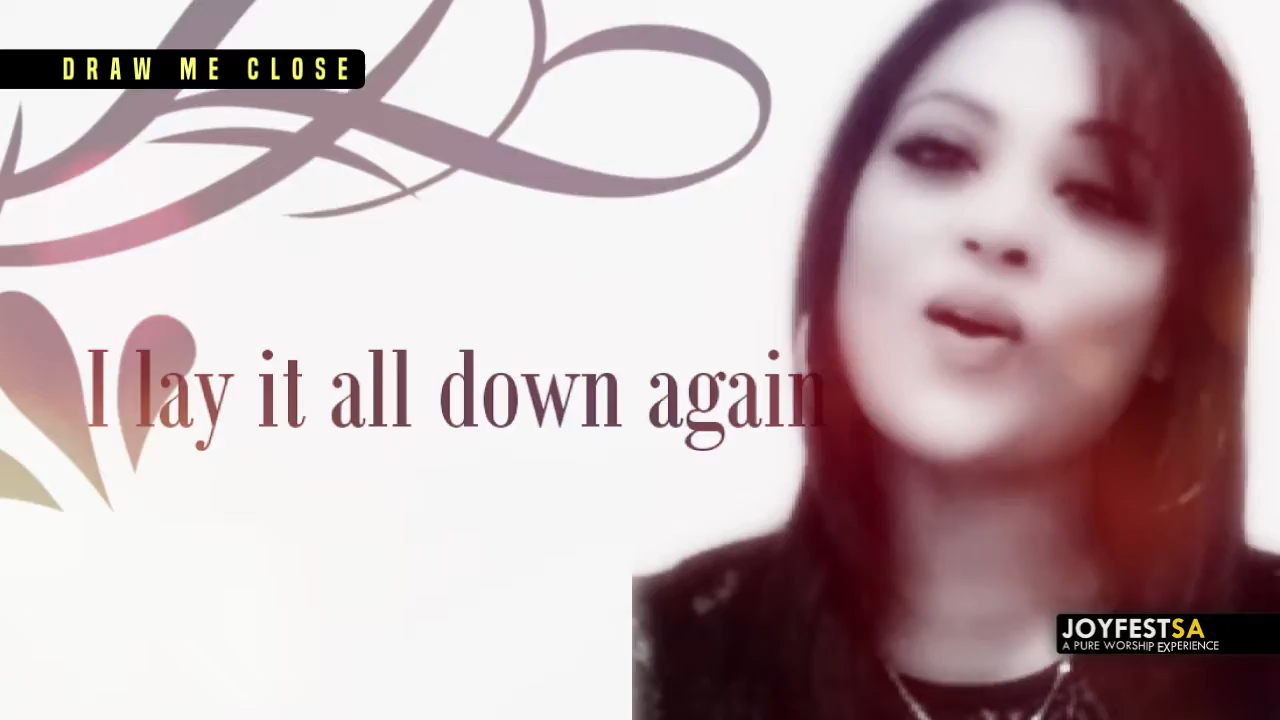 DRAW ME CLOSE
I lay it all down again
JOYFESTSA
A PURE WORSHIP EXPERIENCE